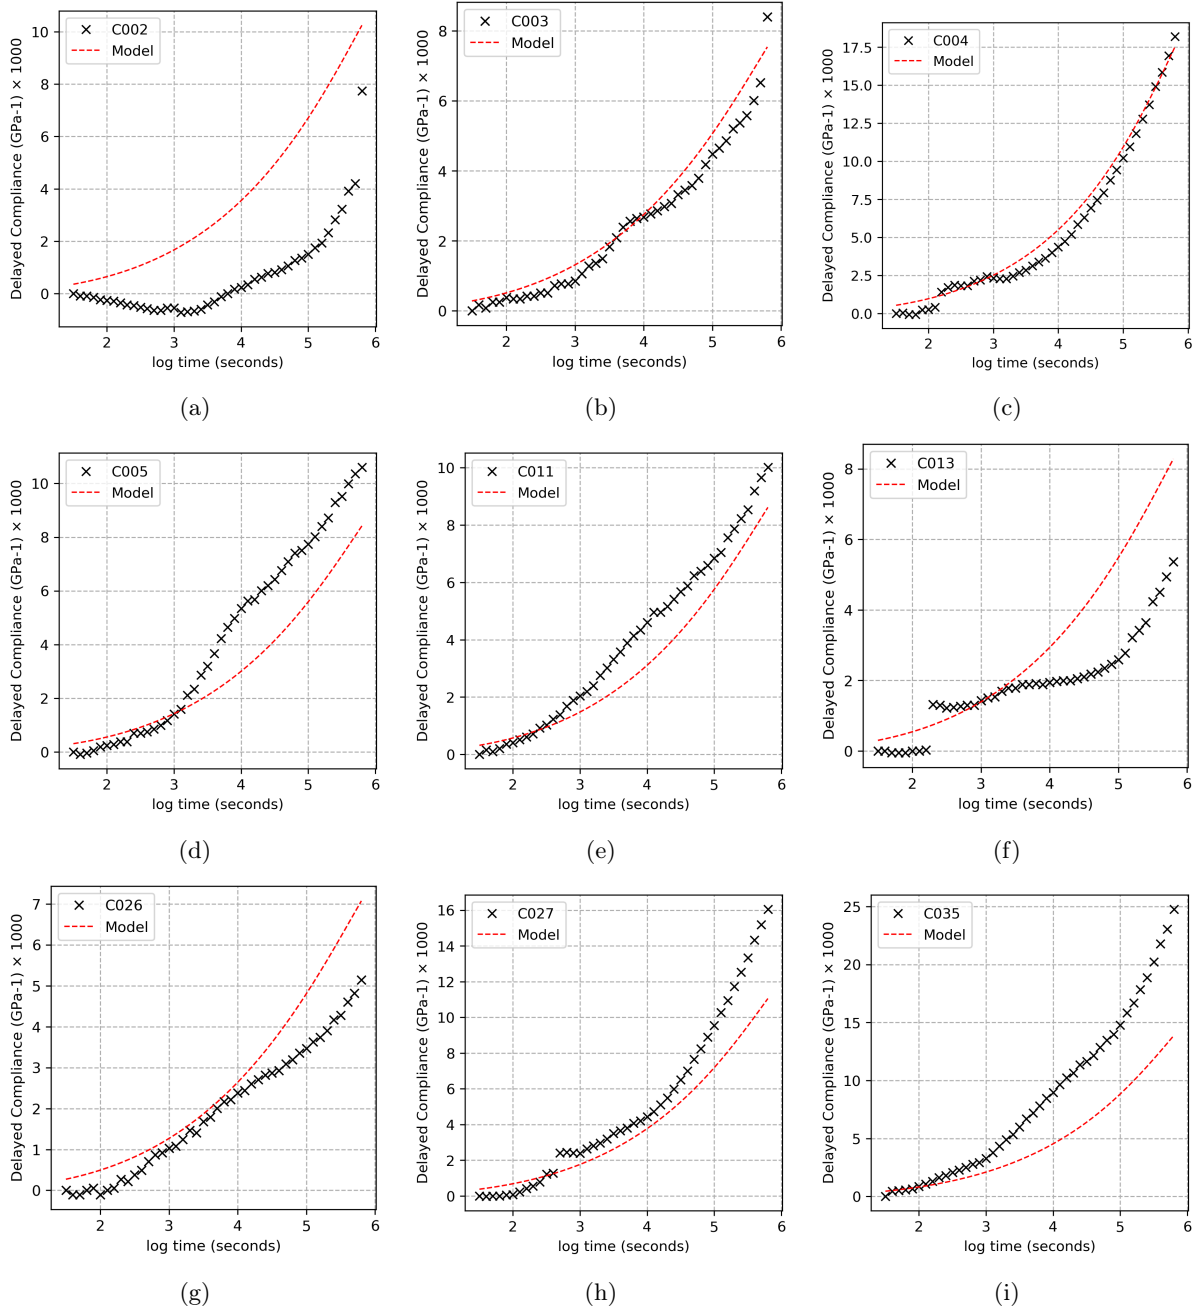 C002
Model
Delayed Compliance (GPa-1) × 1000
10
8
6
4
2
0
2
3
4
5
6
log time (seconds)
(a)
C003
Model
Delayed Compliance (GPa-1) × 1000
8
6
4
2
0
2
3
4
5
6
log time (seconds)
(b)
C004
Model
Delayed Compliance (GPa-1) × 1000
17.5
15.0
12.5
10.0
7.5
5.0
2.5
0.0
2
3
4
5
6
log time (seconds)
(c)
C005
Model
Delayed Compliance (GPa-1) × 1000
10
8
6
4
2
0
2
3
4
5
6
log time (seconds)
(d)
C011
Model
Delayed Compliance (GPa-1) × 1000
10
8
6
4
2
0
2
3
4
5
6
log time (seconds)
(e)
C013
Model
Delayed Compliance (GPa-1) × 1000
8
6
4
2
0
2
3
4
5
6
log time (seconds)
(f)
C026
Model
Delayed Compliance (GPa-1) × 1000
7
6
5
4
3
2
1
0
2
3
4
5
6
log time (seconds)
(g)
C027
Model
Delayed Compliance (GPa-1) × 1000
16
14
12
10
8
6
4
2
0
2
3
4
5
6
log time (seconds)
(h)
C035
Model
Delayed Compliance (GPa-1) × 1000
25
20
15
10
5
0
2
3
4
5
6
log time (seconds)
(i)